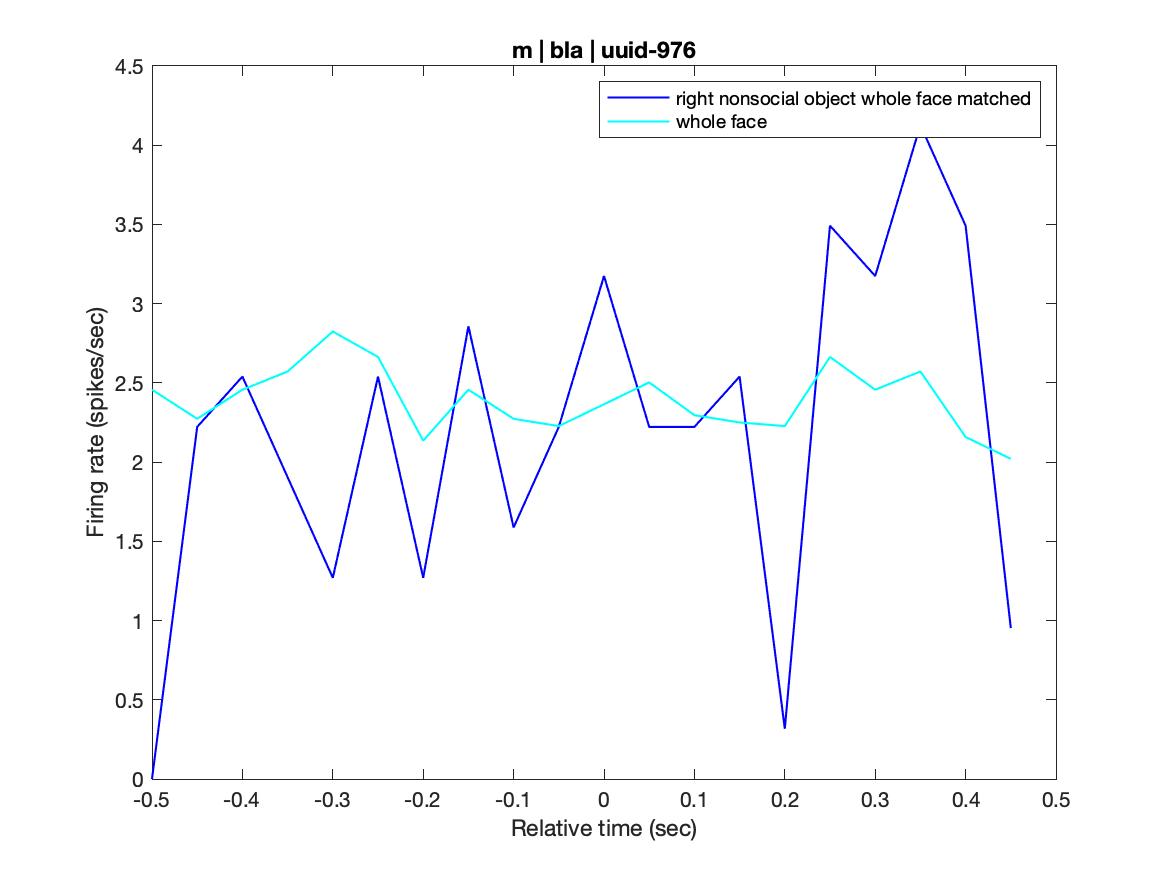 m | bla | uuid-976
right nonsocial object whole face matched
whole face
4.5
4
3.5
3
2.5
2
1.5
1
0.5
0
Firing rate (spikes/sec)
-0.5 -0.4 -0.3 -0.2 -0.1 0 0.1 0.2 0.3 0.4 0.5
Relative time (sec)